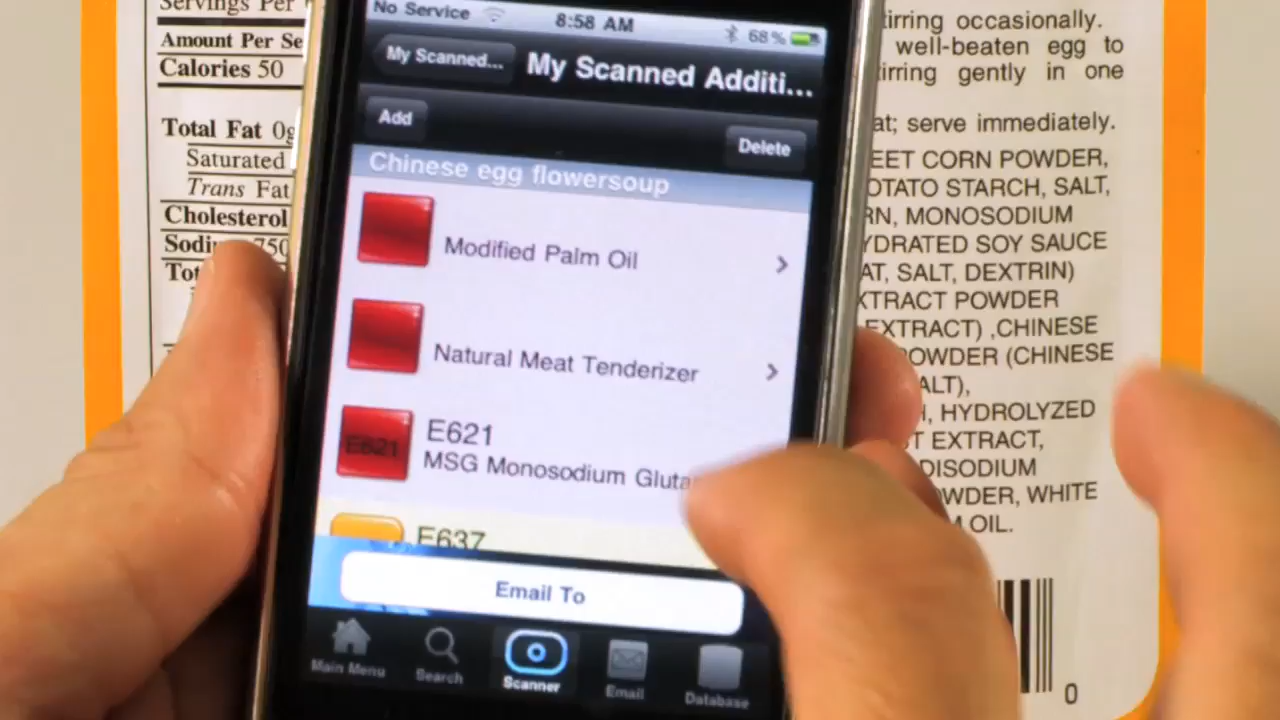 Servings Per
Amount Per Se
Calories 50
Total Fat 0g
Saturated
Trans Fat
Cholesterol
750
No Service
8:58 AM
68%
My Scanned...
My Scanned Additi...
Add
Delete
Chinese egg flowersoup
Modified Palm Oil
Natural Meat Tenderizer
E621
E621
MSG Monosodium
E637
Email To
Main Menu
Search
Scanner
Email
Database
irring occasionally.
well-beaten egg to
irring gently in one
at; serve immediately.
EET CORN POWDER,
OTATO STARCH, SALT,
RN, MONOSODIUM
YDRATED SOY SAUCE
AT, SALT, DEXTRIN)
XTRACT POWDER
EXTRACT) ,CHINESE
OWDER (CHINESE
ALT),
, HYDROLYZED
T EXTRACT,
DISODIUM
WDER, WHITE
OIL.
0